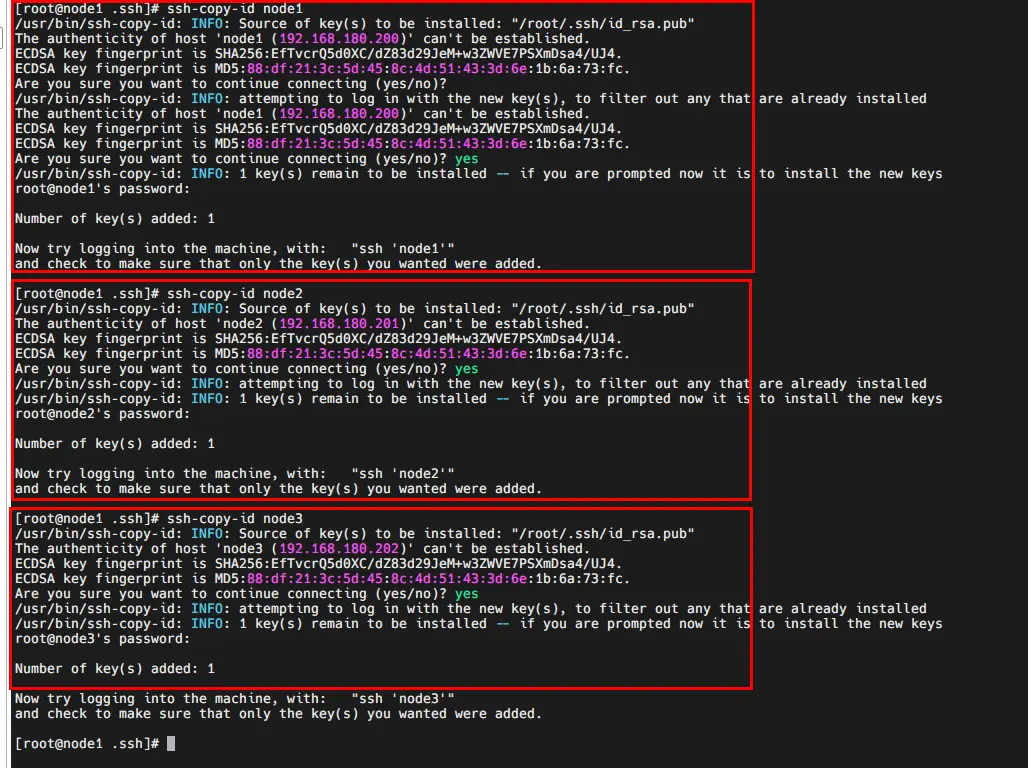 [root@node1 .ssh]# ssh-copy-id node1
/usr/bin/ssh-copy-id: INFO: Source of key(s) to be installed: "/root/.ssh/id_rsa.pub"
The authenticity of host 'node1 (192.168.180.200)' can't be established.
ECDSA key fingerprint is SHA256:EfTvcrQ5d0XC/dZ83d29JeM+w3ZWVE7PSXmDsa4/UJ4.
ECDSA key fingerprint is MD5:88:df:21:3c:5d:45:8c:4d:51:43:3d:6e:1b:6a:73:fc.
Are you sure you want to continue connecting (yes/no)?
/usr/bin/ssh-copy-id: INFO: attempting to log in with the new key(s), to filter out any that are already installed
The authenticity of host 'node1 (192.168.180.200)' can't be established.
ECDSA key fingerprint is SHA256:EfTvcrQ5d0XC/dZ83d29JeM+w3ZWVE7PSXmDsa4/UJ4.
ECDSA key fingerprint is MD5:88:df:21:3c:5d:45:8c:4d:51:43:3d:6e:1b:6a:73:fc.
Are you sure you want to continue connecting (yes/no)? yes
/usr/bin/ssh-copy-id: INFO: 1 key(s) remain to be installed -- if you are prompted now it is to install the new keys
root@node1's password:
Number of key(s) added: 1
Now try logging into the machine, with:   "ssh 'node1'"
and check to make sure that only the key(s) you wanted were added.
[root@node1 .ssh]# ssh-copy-id node2
/usr/bin/ssh-copy-id: INFO: Source of key(s) to be installed: "/root/.ssh/id_rsa.pub"
The authenticity of host 'node2 (192.168.180.201)' can't be established.
ECDSA key fingerprint is SHA256:EfTvcrQ5d0XC/dZ83d29JeM+w3ZWVE7PSXmDsa4/UJ4.
ECDSA key fingerprint is MD5:88:df:21:3c:5d:45:8c:4d:51:43:3d:6e:1b:6a:73:fc.
Are you sure you want to continue connecting (yes/no)? yes
/usr/bin/ssh-copy-id: INFO: attempting to log in with the new key(s), to filter out any that are already installed
/usr/bin/ssh-copy-id: INFO: 1 key(s) remain to be installed -- if you are prompted now it is to install the new keys
root@node2's password:
Number of key(s) added: 1
Now try logging into the machine, with:   "ssh 'node2'"
and check to make sure that only the key(s) you wanted were added.
[root@node1 .ssh]# ssh-copy-id node3
/usr/bin/ssh-copy-id: INFO: Source of key(s) to be installed: "/root/.ssh/id_rsa.pub"
The authenticity of host 'node3 (192.168.180.202)' can't be established.
ECDSA key fingerprint is SHA256:EfTvcrQ5d0XC/dZ83d29JeM+w3ZWVE7PSXmDsa4/UJ4.
ECDSA key fingerprint is MD5:88:df:21:3c:5d:45:8c:4d:51:43:3d:6e:1b:6a:73:fc.
Are you sure you want to continue connecting (yes/no)? yes
/usr/bin/ssh-copy-id: INFO: attempting to log in with the new key(s), to filter out any that are already installed
/usr/bin/ssh-copy-id: INFO: 1 key(s) remain to be installed -- if you are prompted now it is to install the new keys
root@node3's password:
Number of key(s) added: 1
Now try logging into the machine, with:   "ssh 'node3'"
and check to make sure that only the key(s) you wanted were added.
[root@node1 .ssh]#